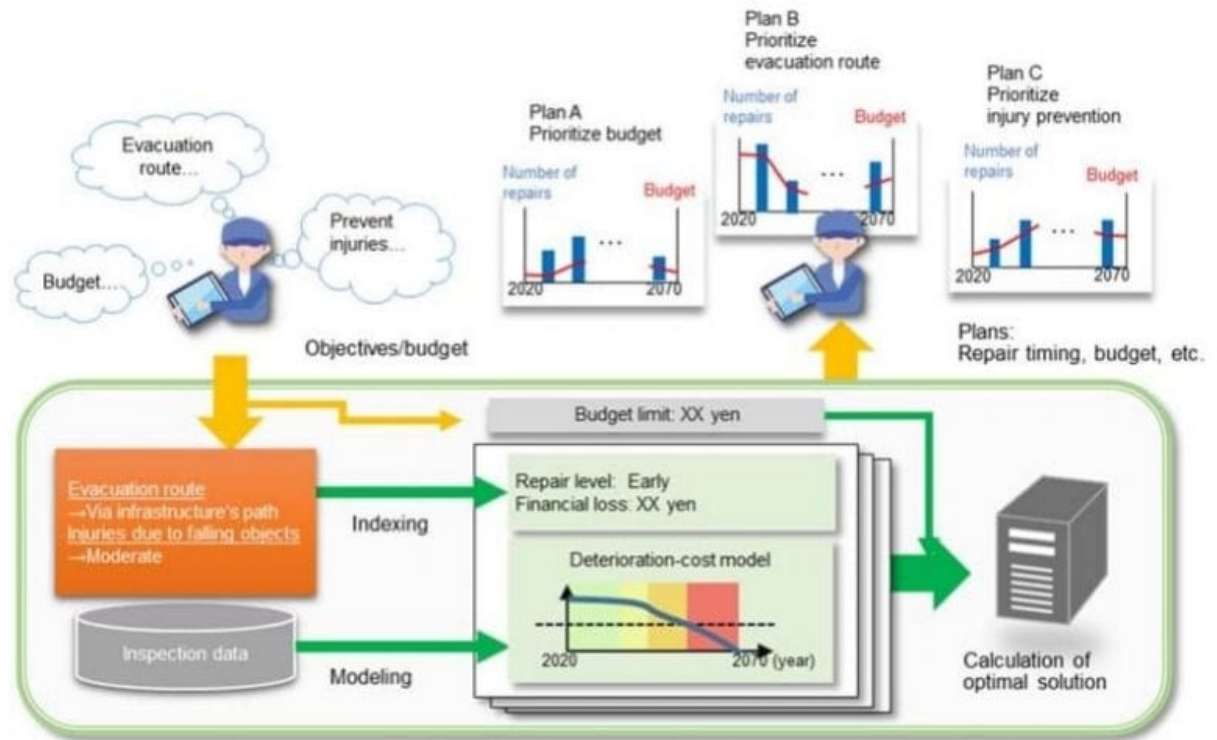 Evacuation
route...
Prevent
injuries...
Budget...
Objectives/budget
Plan A
Prioritize budget
Number of
repairs
Budget
...
2020
2070
Plan B
Prioritize
evacuation route
Number of
repairs
Budget
...
2020
2070
Plan C
Prioritize
injury prevention
Number of
repairs
Budget
...
2020
2070
Plans:
Repair timing, budget, etc.
Budget limit: XX yen
Evacuation route
→Via infrastructure's path
Injuries due to falling objects
→Moderate
Indexing
Repair level: Early
Financial loss: XX yen
Deterioration-cost model
2020
2070 (year)
Inspection data
Modeling
Calculation of
optimal solution